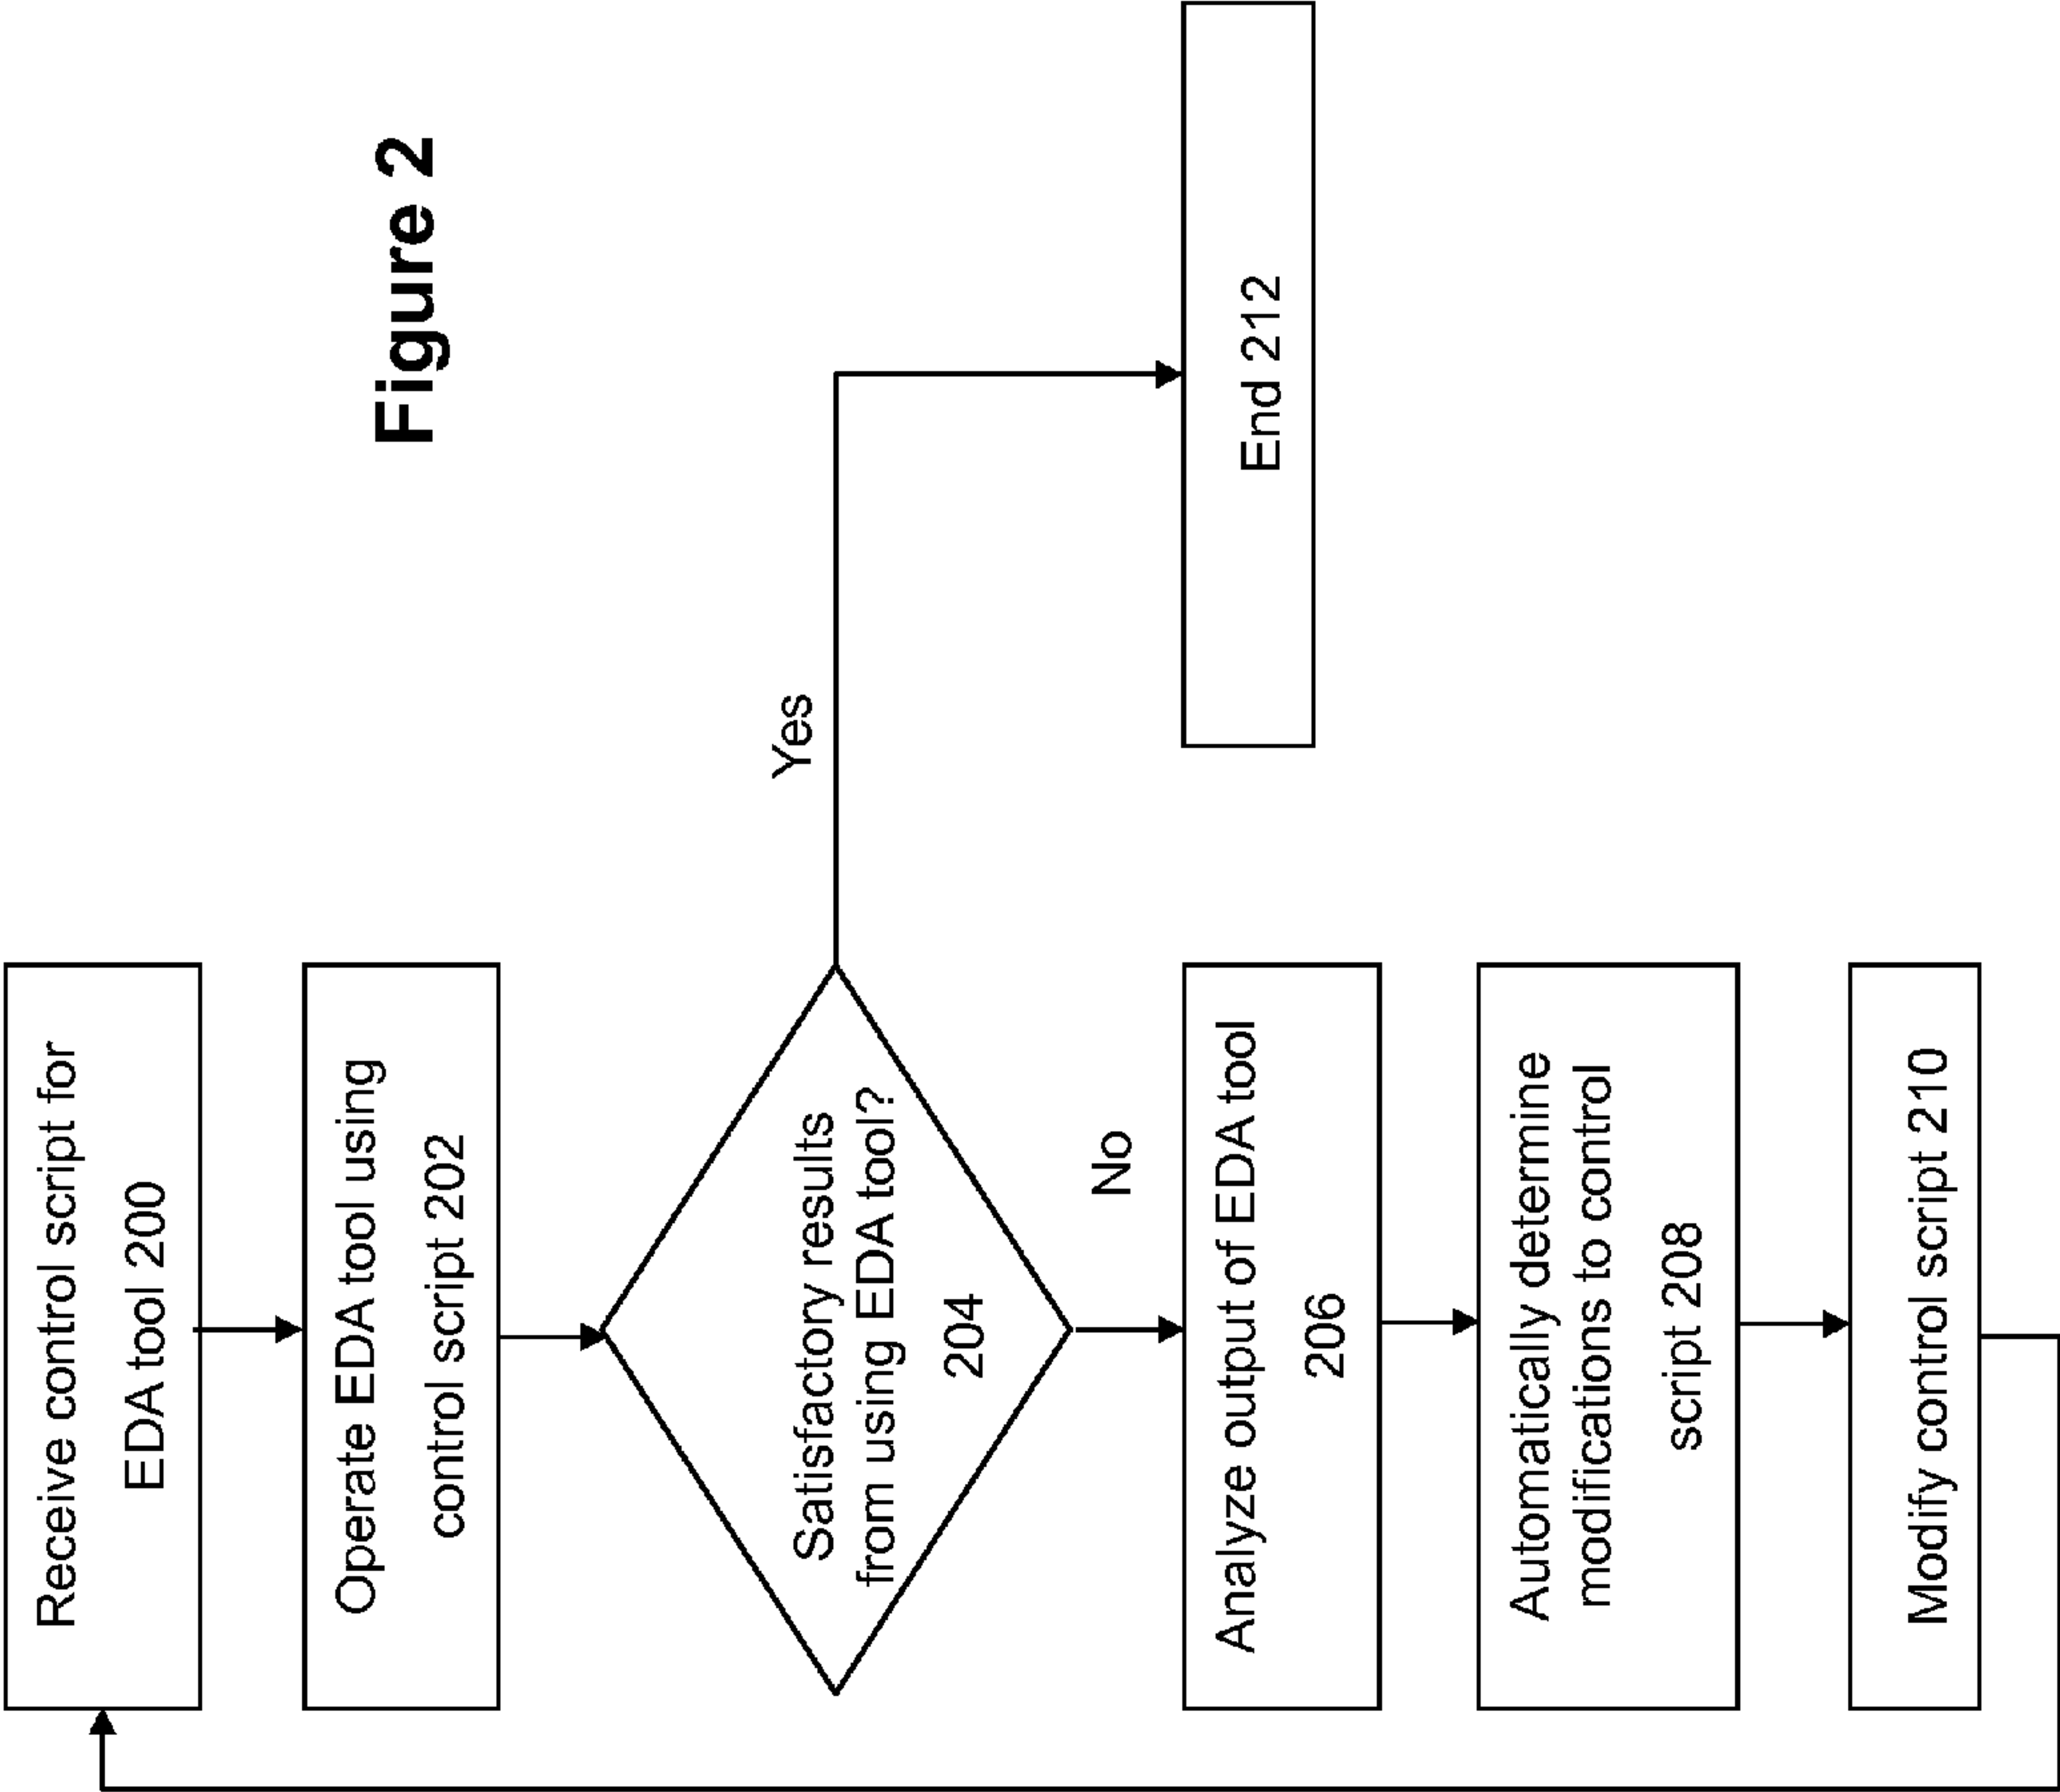 Receive control script for
EDA tool 200
Operate EDA tool using
control script 202
Satisfactory results
from using EDA tool?
204
Yes
No
Analyze output of EDA tool
206
Automatically determine
modifications to control
script 208
Modify control script 210
End 212
Figure 2